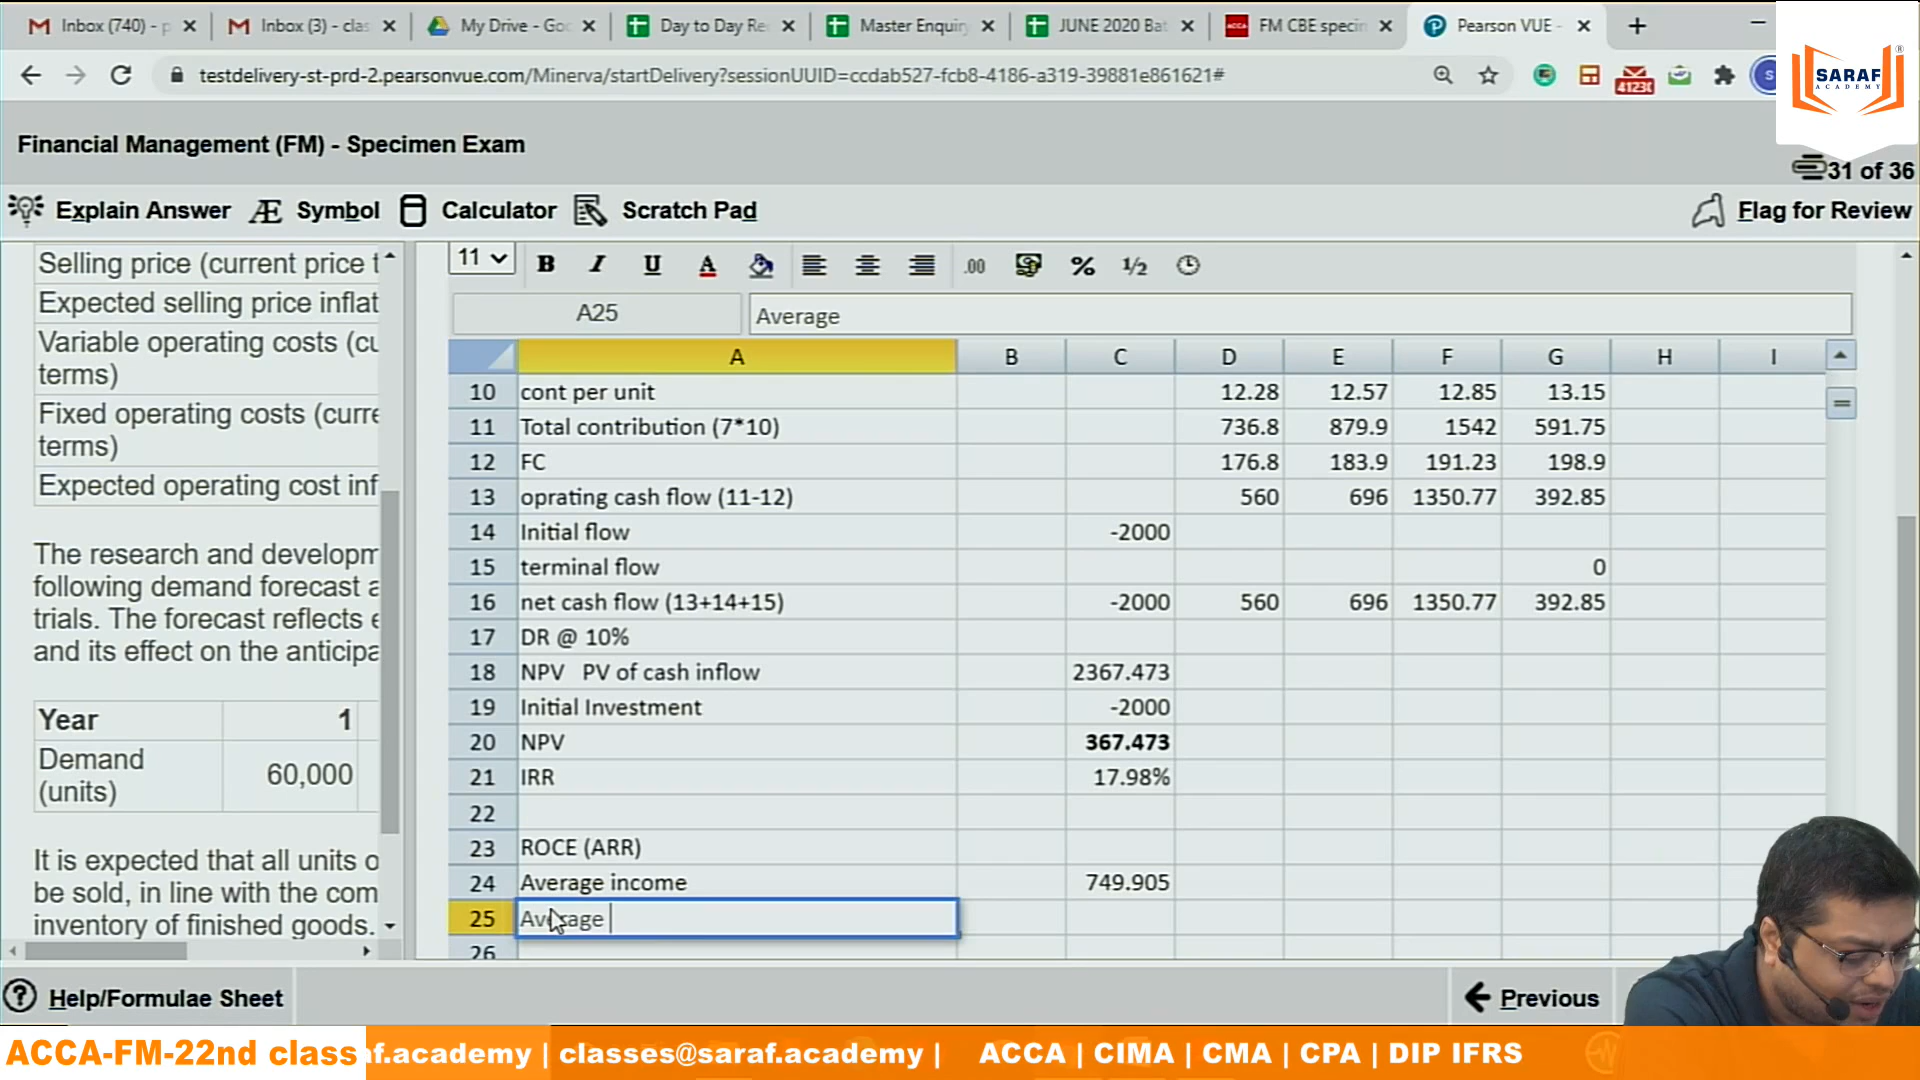 Inbox (740) - p
Inbox (3) - clas
My Drive - Goo
Day to Day Re
Master Enquir
JUNE 2020 Bat
FM CBE specim
Pearson VUE -
testdelivery-st-prd-2.pearsonvue.com/Minerva/startDelivery?sessionUUID=ccdab527-fcb8-4186-a319-39881e861621#
SARAF
ACADEMY
Financial Management (FM) - Specimen Exam
31 of 36
Explain Answer
Symbol
Calculator
Scratch Pad
Flag for Review
Selling price (current price t
Expected selling price inflat
Variable operating costs (cu
terms)
Fixed operating costs (curre
terms)
Expected operating cost inf
The research and developm
following demand forecast a
trials. The forecast reflects e
and its effect on the anticipa
Year 1
Demand
(units) 60,000
It is expected that all units o
be sold, in line with the com
inventory of finished goods.
11 B I U A .00 % 1/2
A25 Average
A B C D E F G H I
10 cont per unit 12.28 12.57 12.85 13.15
11 Total contribution (7*10) 736.8 879.9 1542 591.75
12 FC 176.8 183.9 191.23 198.9
13 oprating cash flow (11-12) 560 696 1350.77 392.85
14 Initial flow -2000
15 terminal flow 0
16 net cash flow (13+14+15) -2000 560 696 1350.77 392.85
17 DR @ 10%
18 NPV PV of cash inflow 2367.473
19 Initial Investment -2000
20 NPV 367.473
21 IRR 17.98%
22
23 ROCE (ARR)
24 Average income 749.905
25 Average
26
Help/Formulae Sheet
Previous
ACCA-FM-22nd class
af.academy | classes@saraf.academy | ACCA | CIMA | CMA | CPA | DIP IFRS